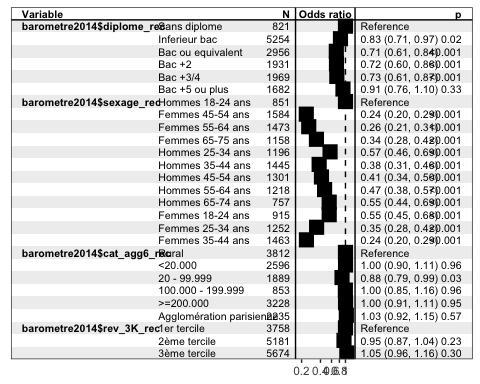 Variable N Odds ratio p
barometre2014$diplome_rec Sans diplome 821 Reference
Inferieur bac 5254 0.83 (0.71, 0.97) 0.02
Bac ou equivalent 2956 0.71 (0.61, 0.84) <0.001
Bac +2 1931 0.72 (0.60, 0.86) <0.001
Bac +3/4 1969 0.73 (0.61, 0.87) <0.001
Bac +5 ou plus 1682 0.91 (0.76, 1.10) 0.33
barometre2014$sexage_rec Hommes 18-24 ans 851 Reference
Femmes 45-54 ans 1584 0.24 (0.20, 0.29) <0.001
Femmes 55-64 ans 1473 0.26 (0.21, 0.31) <0.001
Femmes 65-75 ans 1158 0.34 (0.28, 0.42) <0.001
Hommes 25-34 ans 1196 0.57 (0.46, 0.69) <0.001
Hommes 35-44 ans 1445 0.38 (0.31, 0.46) <0.001
Hommes 45-54 ans 1301 0.41 (0.34, 0.50) <0.001
Hommes 55-64 ans 1218 0.47 (0.38, 0.57) <0.001
Hommes 65-74 ans 757 0.55 (0.44, 0.69) <0.001
Femmes 18-24 ans 915 0.55 (0.45, 0.68) <0.001
Femmes 25-34 ans 1252 0.35 (0.28, 0.42) <0.001
Femmes 35-44 ans 1463 0.24 (0.20, 0.29) <0.001
barometre2014$cat_agg6_rec Rural 3812 Reference
<20.000 2596 1.00 (0.90, 1.11) 0.96
20 - 99.999 1889 0.88 (0.79, 0.99) 0.03
100.000 - 199.999 853 1.00 (0.85, 1.16) 0.96
>=200.000 3228 1.00 (0.91, 1.11) 0.95
Agglomération parisienne 2235 1.03 (0.92, 1.15) 0.57
barometre2014$rev_3K_rec 1er tercile 3758 Reference
2ème tercile 5181 0.95 (0.87, 1.04) 0.23
3ème tercile 5674 1.05 (0.96, 1.16) 0.30
0.2 0.4 0.6 0.8 1